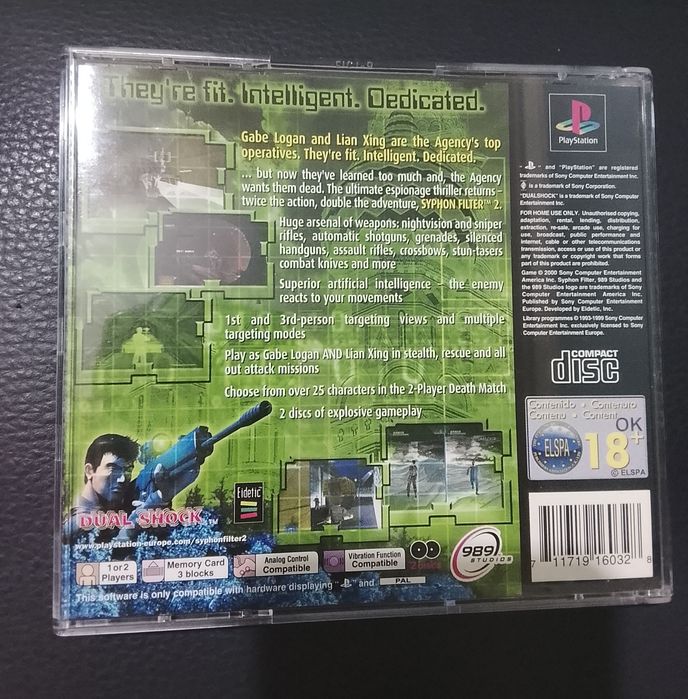 They're fit. Intelligent. Dedicated.
Gabe Logan and Lian Xing are the Agency's top
operatives. They're fit. Intelligent. Dedicated.
... but now they've learned too much and, the Agency
wants them dead. The ultimate espionage thriller returns -
twice the action, double the adventure, SYPHON FILTER™ 2.
Huge arsenal of weapons: nightvision and sniper
rifles, automatic shotguns, grenades, silenced
handguns, assault rifles, crossbows, stun-tasers
combat knives and more
Superior artificial intelligence - the enemy
reacts to your movements
1st and 3rd-person targeting views and multiple
targeting modes
Play as Gabe Logan AND Lian Xing in stealth, rescue and all
out attack missions
Choose from over 25 characters in the 2-Player Death Match
2 discs of explosive gameplay
Eidetic
DUAL SHOCK™
www.playstation-europe.com/syphonfilter2
1 or 2
Players
Memory Card
3 blocks
Analog Control
Compatible
Vibration Function
Compatible
2 discs
989
STUDIOS
This software is only compatible with hardware displaying " " and PAL
PlayStation
" " and "PlayStation" are registered
trademarks of Sony Computer Entertainment Inc.
is a trademark of Sony Corporation.
"DUALSHOCK" is a trademark of Sony Computer
Entertainment Inc.
FOR HOME USE ONLY. Unauthorised copying,
adaptation, rental, lending, distribution,
extraction, re-sale, arcade use, charging for
use, broadcast, public performance and
internet, cable or other telecommunications
transmission, access or use of this product or
any trademark or copyright work that forms
part of this product are prohibited.
Game © 2000 Sony Computer Entertainment
America Inc. Syphon Filter, 989 Studios and
the 989 Studios logo are trademarks of Sony
Computer Entertainment America Inc.
Published by Sony Computer Entertainment
Europe. Developed by Eidetic, Inc.
Library programmes © 1993-1999 Sony Computer
Entertainment Inc. exclusively licensed to Sony
Computer Entertainment Europe.
COMPACT
disc
Contenido • Contenuto
Contenu • Content
OK
ELSPA
18+
© ELSPA
7 11719 16032 8